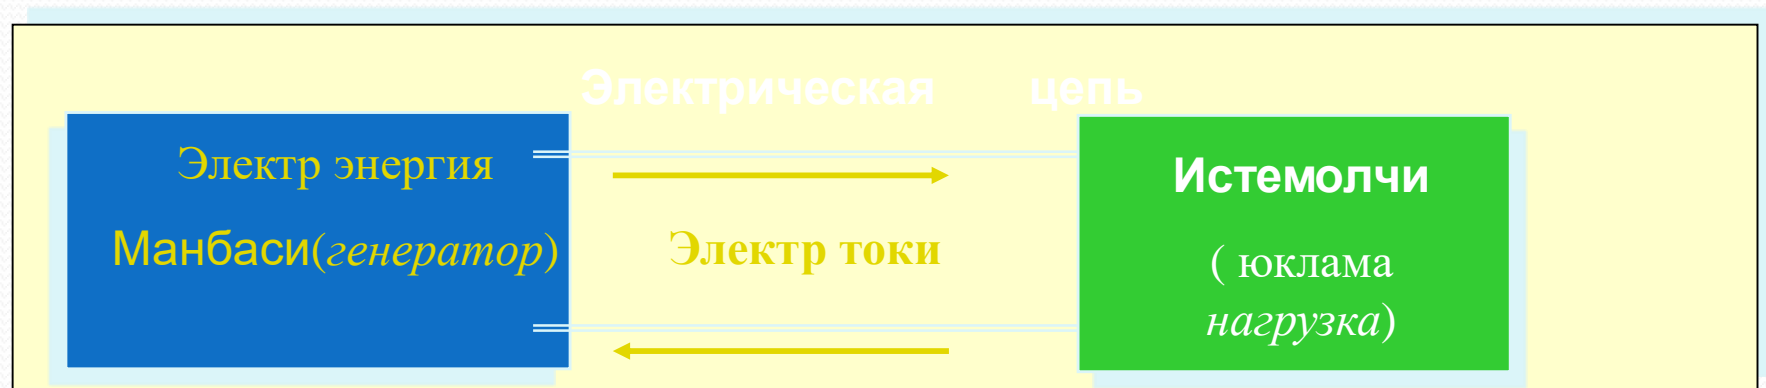 Электрическая цепь
Электр энергия
Манбаси(генератор)
Электр токи
Истемолчи
( юклама
нагрузка)